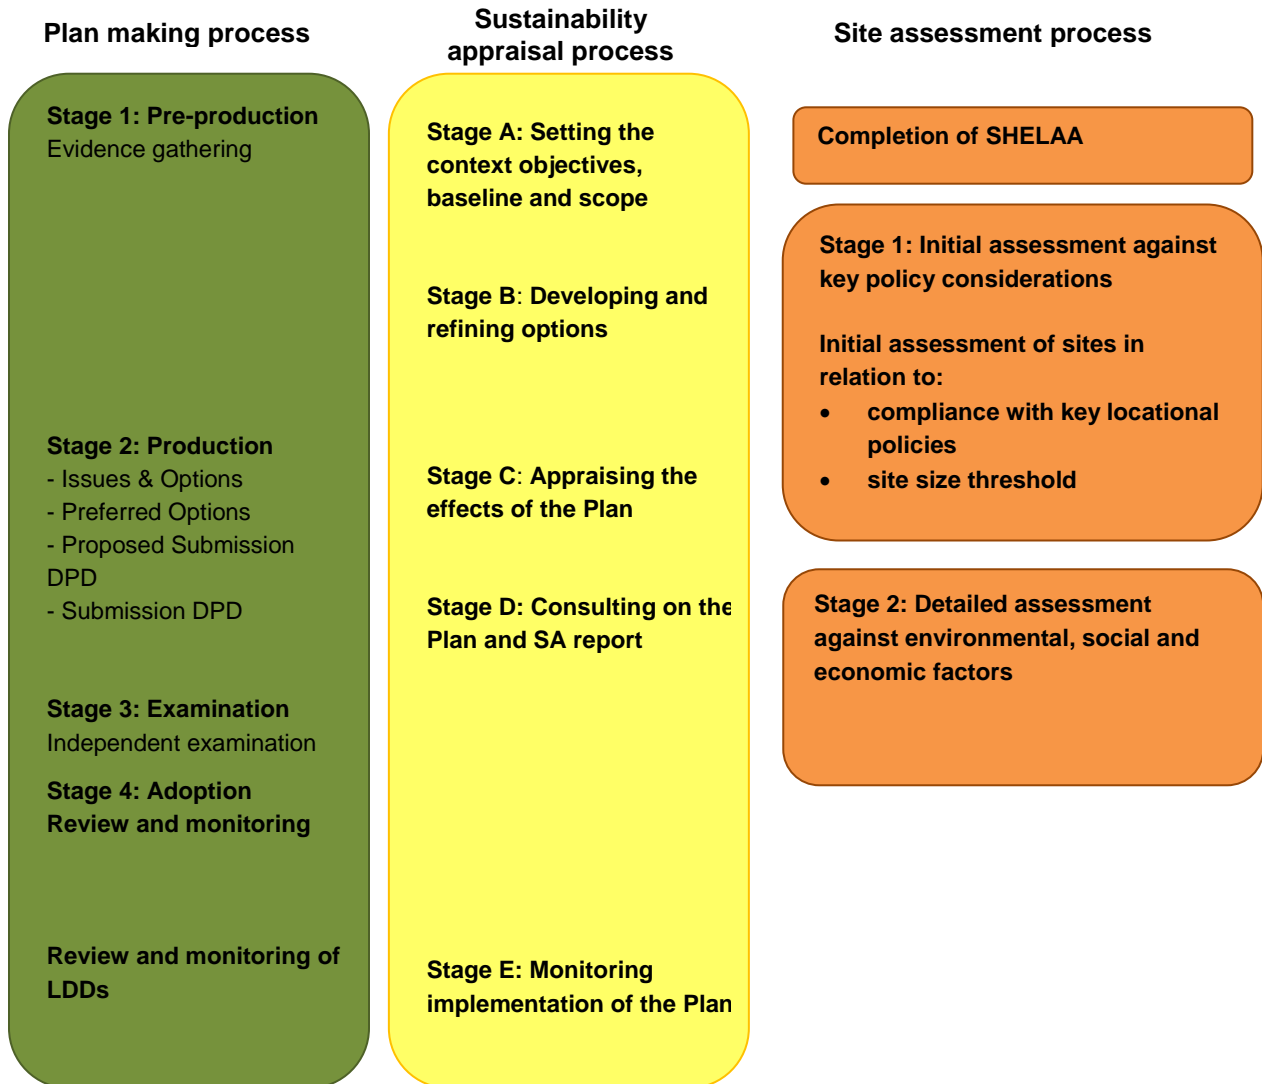 Plan making process
Stage 1: Pre-production
Evidence gathering
Stage 2: Production
- Issues & Options
- Preferred Options
- Proposed Submission
DPD
- Submission DPD
Stage 3: Examination
Independent examination
Stage 4: Adoption
Review and monitoring
Review and monitoring of
LDDs
Sustainability
appraisal process
Stage A: Setting the
context objectives,
baseline and scope
Stage B: Developing and
refining options
Stage C: Appraising the
effects of the Plan
Stage D: Consulting on the
Plan and SA report
Stage E: Monitoring
implementation of the Plan
Site assessment process
Completion of SHELAA
Stage 1: Initial assessment against
key policy considerations
Initial assessment of sites in
relation to:
• compliance with key locational
policies
• site size threshold
Stage 2: Detailed assessment
against environmental, social and
economic factors